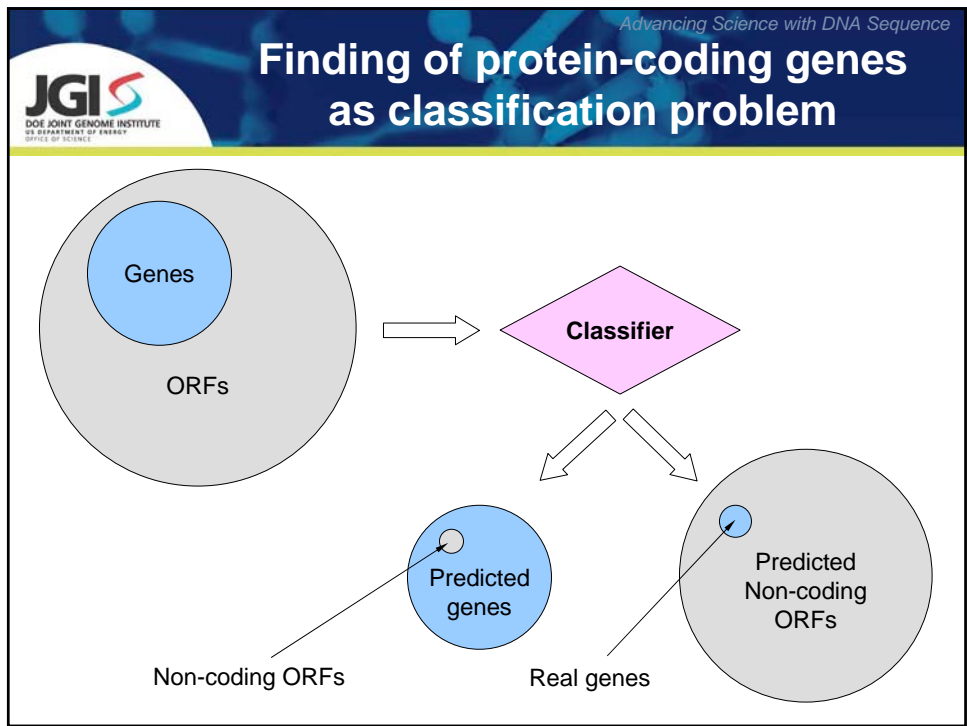 Advancing Science with DNA Sequence
Finding of protein-coding genes
as classification problem
JGI
DOE JOINT GENOME INSTITUTE
US DEPARTMENT OF ENERGY
OFFICE OF SCIENCE
Genes
ORFs
Classifier
Predicted
genes
Predicted
Non-coding
ORFs
Non-coding ORFs
Real genes